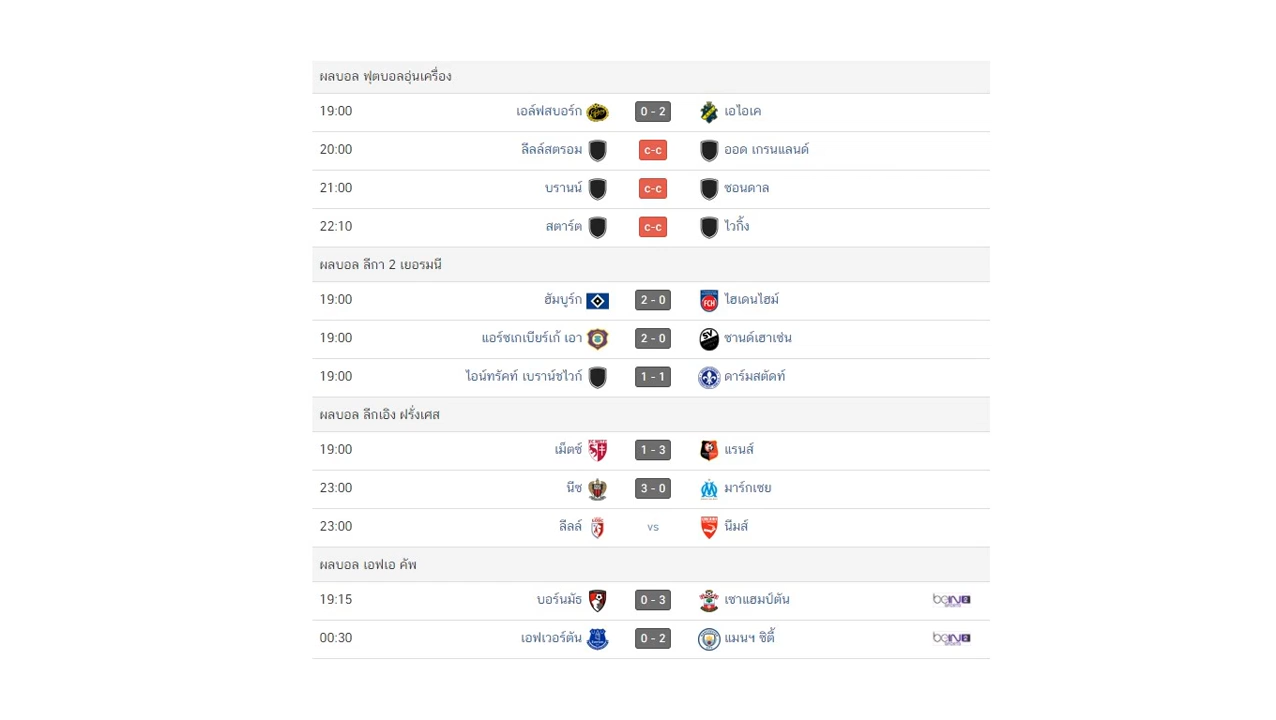 ผลบอล ฟุตบอลอุ่นเครื่อง
19:00 เอล์ฟสบอร์ก 0 - 2 เอไอเค
20:00 ลีลล์สตรอม c-c ออด เกรนแลนด์
21:00 บรานน์ c-c ซอนดาล
22:10 สตาร์ต c-c ไวกิ้ง
ผลบอล ลีกา 2 เยอรมนี
19:00 ฮัมบูร์ก 2 - 0 ไฮเดนไฮม์
19:00 แอร์ซเกเบียร์เก้ เอา 2 - 0 ซานด์เฮาเซ่น
19:00 ไอน์ทรัคท์ เบราน์ชไวก์ 1 - 1 ดาร์มสตัดท์
ผลบอล ลีกเอิง ฝรั่งเศส
19:00 เม็ตซ์ 1 - 3 แรนส์
23:00 นีซ 3 - 0 มาร์กเซย
23:00 ลีลล์ vs นีมส์
ผลบอล เอฟเอ คัพ
19:15 บอร์นมัธ 0 - 3 เซาแฮมป์ตัน beIN 2 SPORTS
00:30 เอฟเวอร์ตัน 0 - 2 แมนฯ ซิตี้ beIN 2 SPORTS